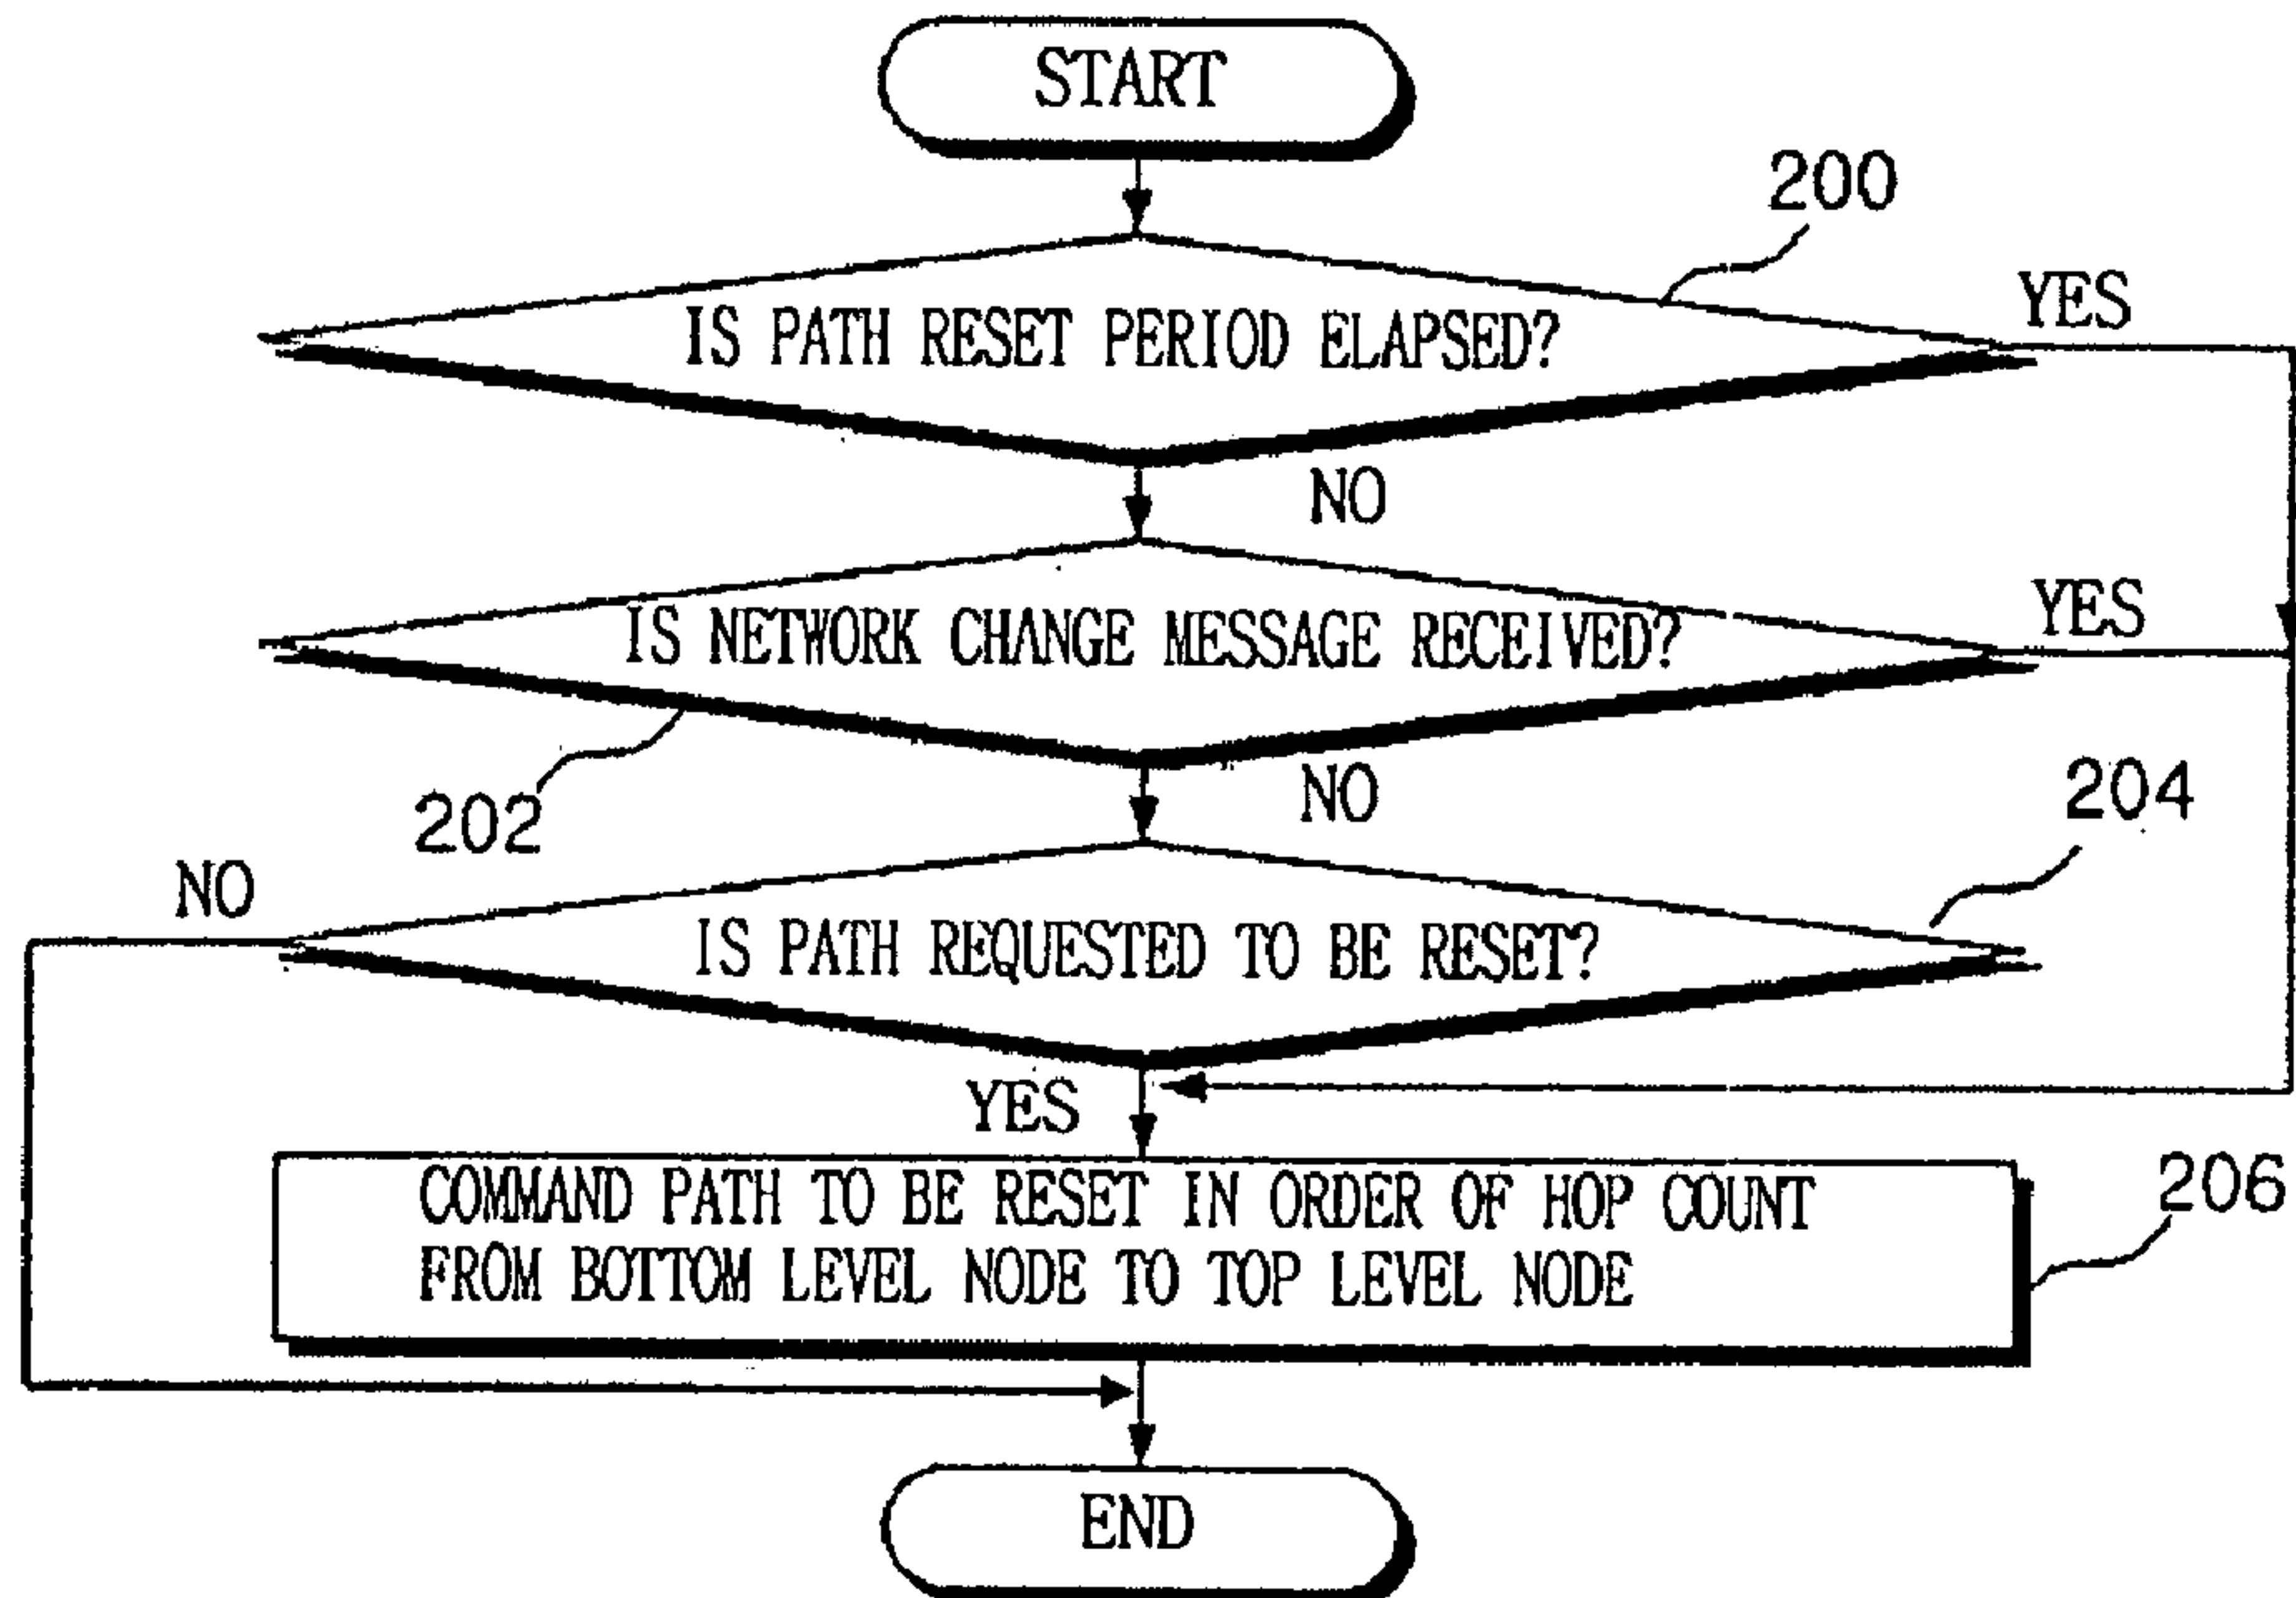 START
200
IS PATH RESET PERIOD ELAPSED?
YES
NO
IS NETWORK CHANGE MESSAGE RECEIVED?
YES
202
NO
204
NO
IS PATH REQUESTED TO BE RESET?
YES
COMMAND PATH TO BE RESET IN ORDER OF HOP COUNT
FROM BOTTOM LEVEL NODE TO TOP LEVEL NODE
206
END